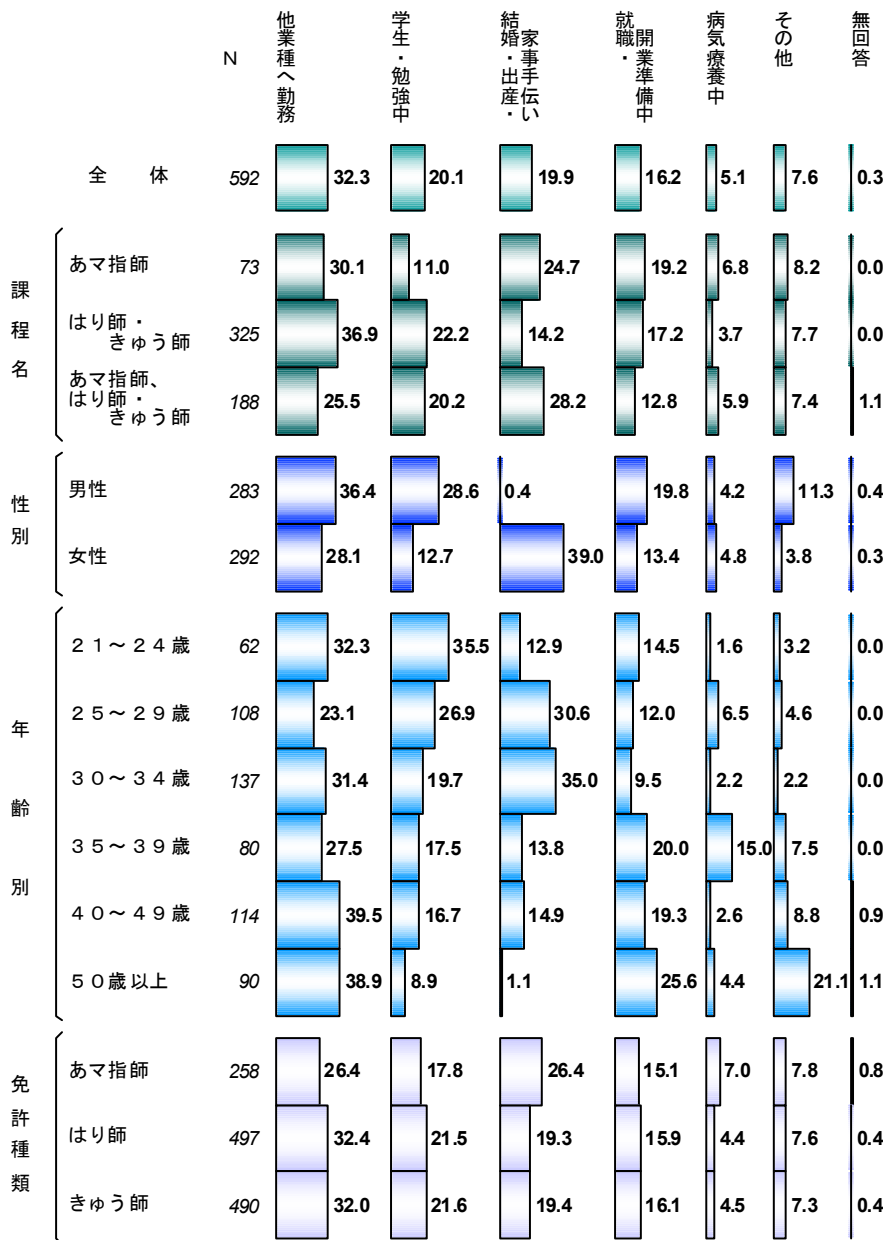 N 他業種へ勤務 学生・勉強中 結婚・出産・家事手伝い 就職・開業準備中 病気療養中 その他 無回答
全 体 592 32.3 20.1 19.9 16.2 5.1 7.6 0.3
課程名
あマ指師 73 30.1 11.0 24.7 19.2 6.8 8.2 0.0
はり師・
きゅう師 325 36.9 22.2 14.2 17.2 3.7 7.7 0.0
あマ指師、
はり師・
きゅう師 188 25.5 20.2 28.2 12.8 5.9 7.4 1.1
性別
男性 283 36.4 28.6 0.4 19.8 4.2 11.3 0.4
女性 292 28.1 12.7 39.0 13.4 4.8 3.8 0.3
年齢別
21~24歳 62 32.3 35.5 12.9 14.5 1.6 3.2 0.0
25~29歳 108 23.1 26.9 30.6 12.0 6.5 4.6 0.0
30~34歳 137 31.4 19.7 35.0 9.5 2.2 2.2 0.0
35~39歳 80 27.5 17.5 13.8 20.0 15.0 7.5 0.0
40~49歳 114 39.5 16.7 14.9 19.3 2.6 8.8 0.9
50歳以上 90 38.9 8.9 1.1 25.6 4.4 21.1 1.1
免許種類
あマ指師 258 26.4 17.8 26.4 15.1 7.0 7.8 0.8
はり師 497 32.4 21.5 19.3 15.9 4.4 7.6 0.4
きゅう師 490 32.0 21.6 19.4 16.1 4.5 7.3 0.4